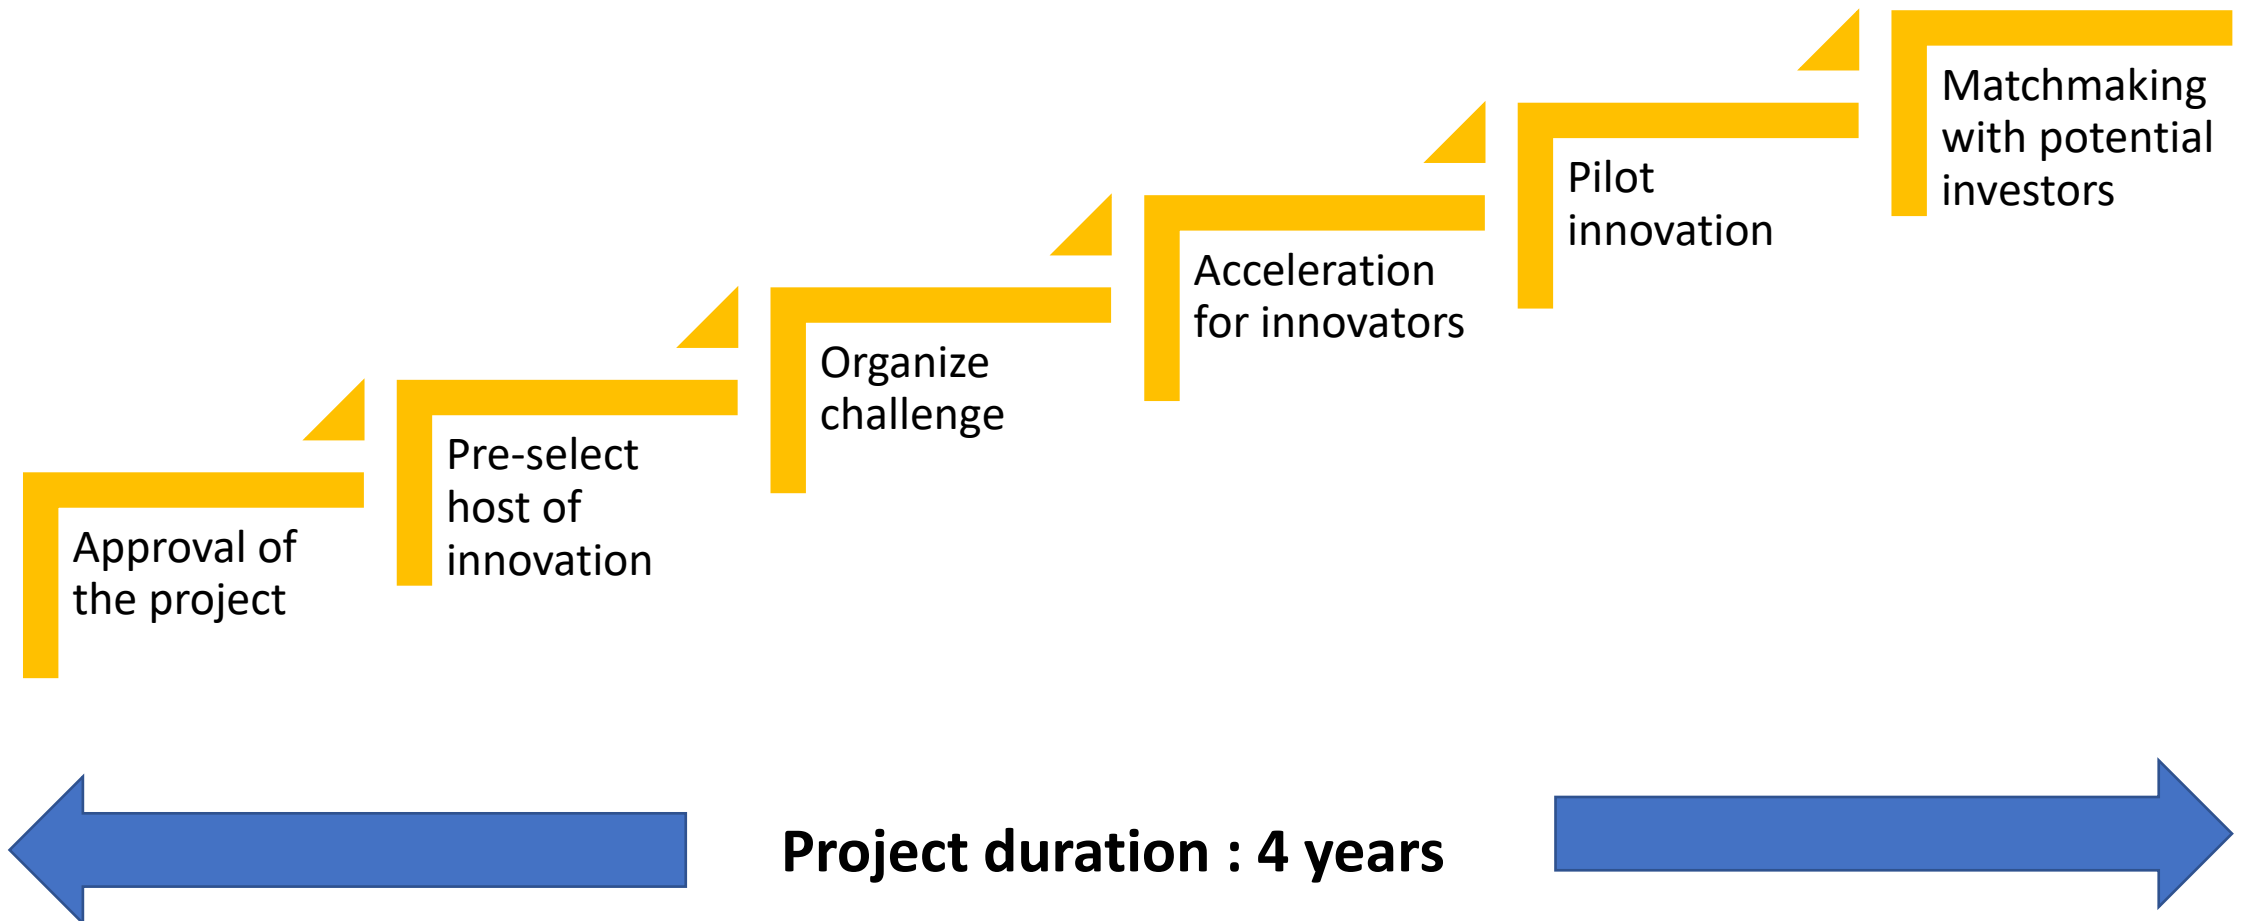 Approval of
the project
Pre-select
host of
innovation
Organize
challenge
Acceleration
for innovators
Pilot
innovation
Matchmaking
with potential
investors
Project duration : 4 years